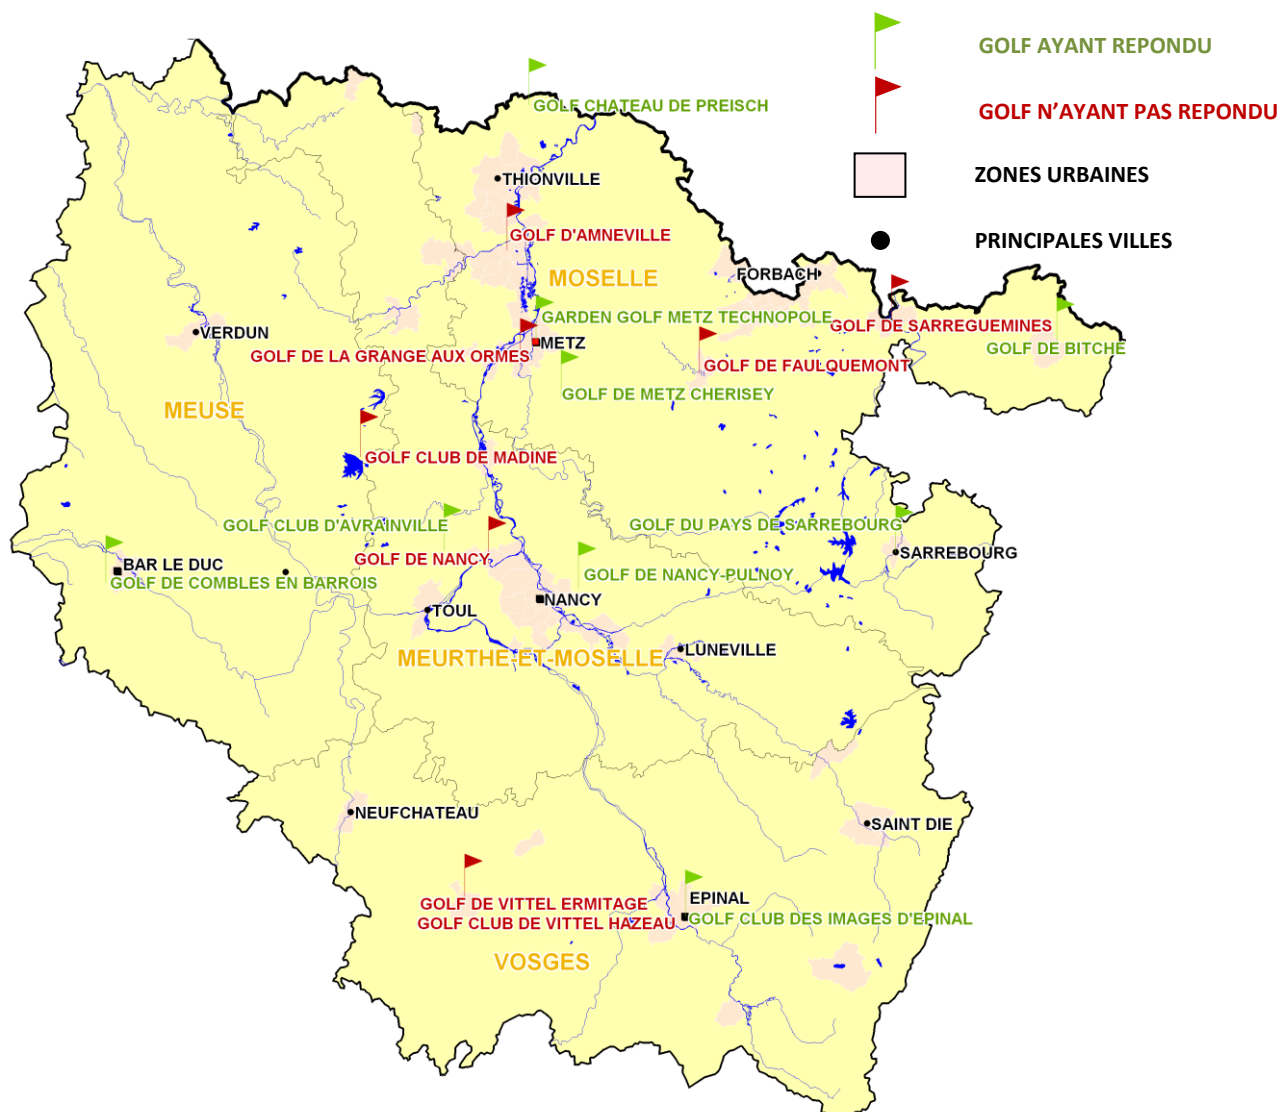 GOLF AYANT REPONDU
GOLF CHATEAU DE PREISCH
GOLF N’AYANT PAS REPONDU
ZONES URBAINES
THIONVILLE
GOLF D'AMNEVILLE
PRINCIPALES VILLES
MOSELLE
FORBACH
GARDEN GOLF METZ TECHNOPOLE
GOLF DE SARREGUEMINES
VERDUN
METZ
GOLF DE BITCHE
GOLF DE LA GRANGE AUX ORMES
GOLF DE FAULQUEMONT
GOLF DE METZ CHERISEY
MEUSE
GOLF CLUB DE MADINE
GOLF CLUB D'AVRAINVILLE
GOLF DU PAYS DE SARREBOURG
SARREBOURG
GOLF DE NANCY
BAR LE DUC
GOLF DE NANCY-PULNOY
GOLF DE COMBLES EN BARROIS
NANCY
TOUL
LUNEVILLE
MEURTHE-ET-MOSELLE
NEUFCHATEAU
SAINT DIE
EPINAL
GOLF DE VITTEL ERMITAGE
GOLF CLUB DES IMAGES D'EPINAL
GOLF CLUB DE VITTEL HAZEAU
VOSGES